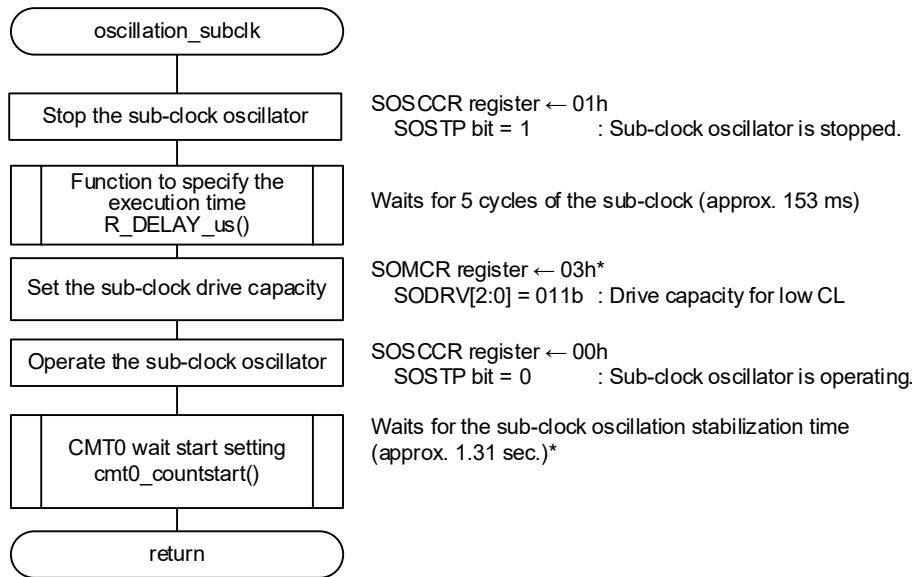 oscillation_subclk
Stop the sub-clock oscillator
SOSCCR register ← 01h
SOSTP bit = 1 : Sub-clock oscillator is stopped.
Function to specify the
execution time
R_DELAY_us()
Waits for 5 cycles of the sub-clock (approx. 153 ms)
Set the sub-clock drive capacity
SOMCR register ← 03h*
SODRV[2:0] = 011b : Drive capacity for low CL
Operate the sub-clock oscillator
SOSCCR register ← 00h
SOSTP bit = 0 : Sub-clock oscillator is operating.
CMT0 wait start setting
cmt0_countstart()
Waits for the sub-clock oscillation stabilization time
(approx. 1.31 sec.)*
return